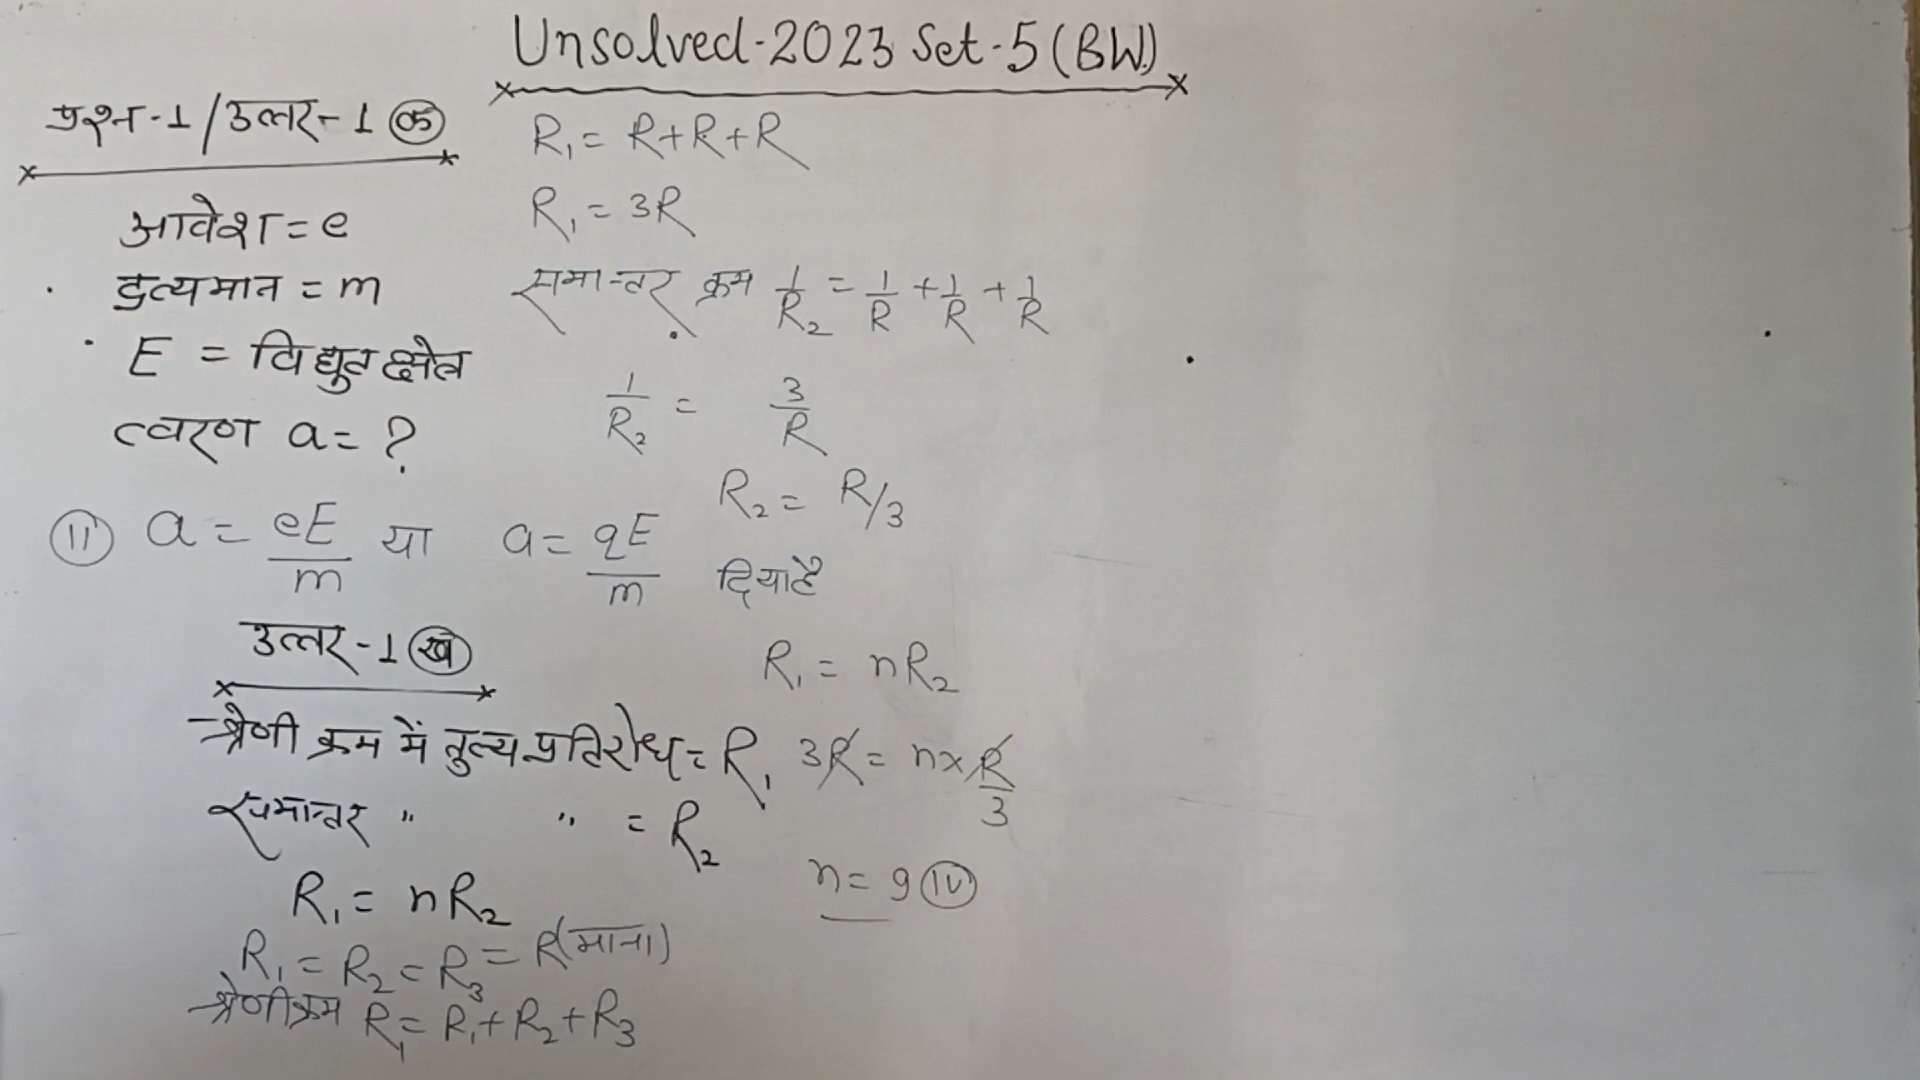 Unsolved-2023 Set-5 (BW)
प्रश्न-1/उत्तर-1 (क)
आवेश = e
द्रव्यमान = m
E = विद्युत क्षेत्र
त्वरण a = ?
(ii) a = eE/m या a = qE/m
उत्तर-1 (ख)
श्रेणी क्रम में तुल्य प्रतिरोध = R₁
समान्तर " " = R₂
R₁ = nR₂
R₁ = R₂ = R₃ = R (माना)
श्रेणीक्रम R₁ = R₁ + R₂ + R₃
R₁ = R + R + R
R₁ = 3R
समान्तर क्रम 1/R₂ = 1/R + 1/R + 1/R
1/R₂ = 3/R
R₂ = R/3
दिया है
R₁ = nR₂
3R = n × R/3
n = 9 (iv)